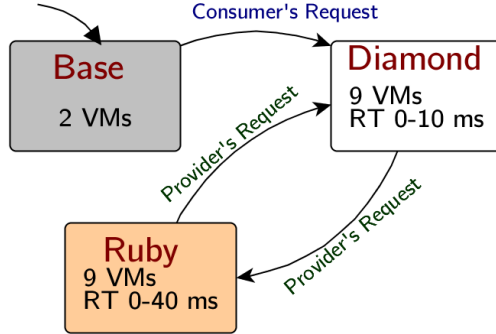 Consumer's Request
Base
2 VMs
Diamond
9 VMs
RT 0-10 ms
Provider's Request
Provider's Request
Ruby
9 VMs
RT 0-40 ms